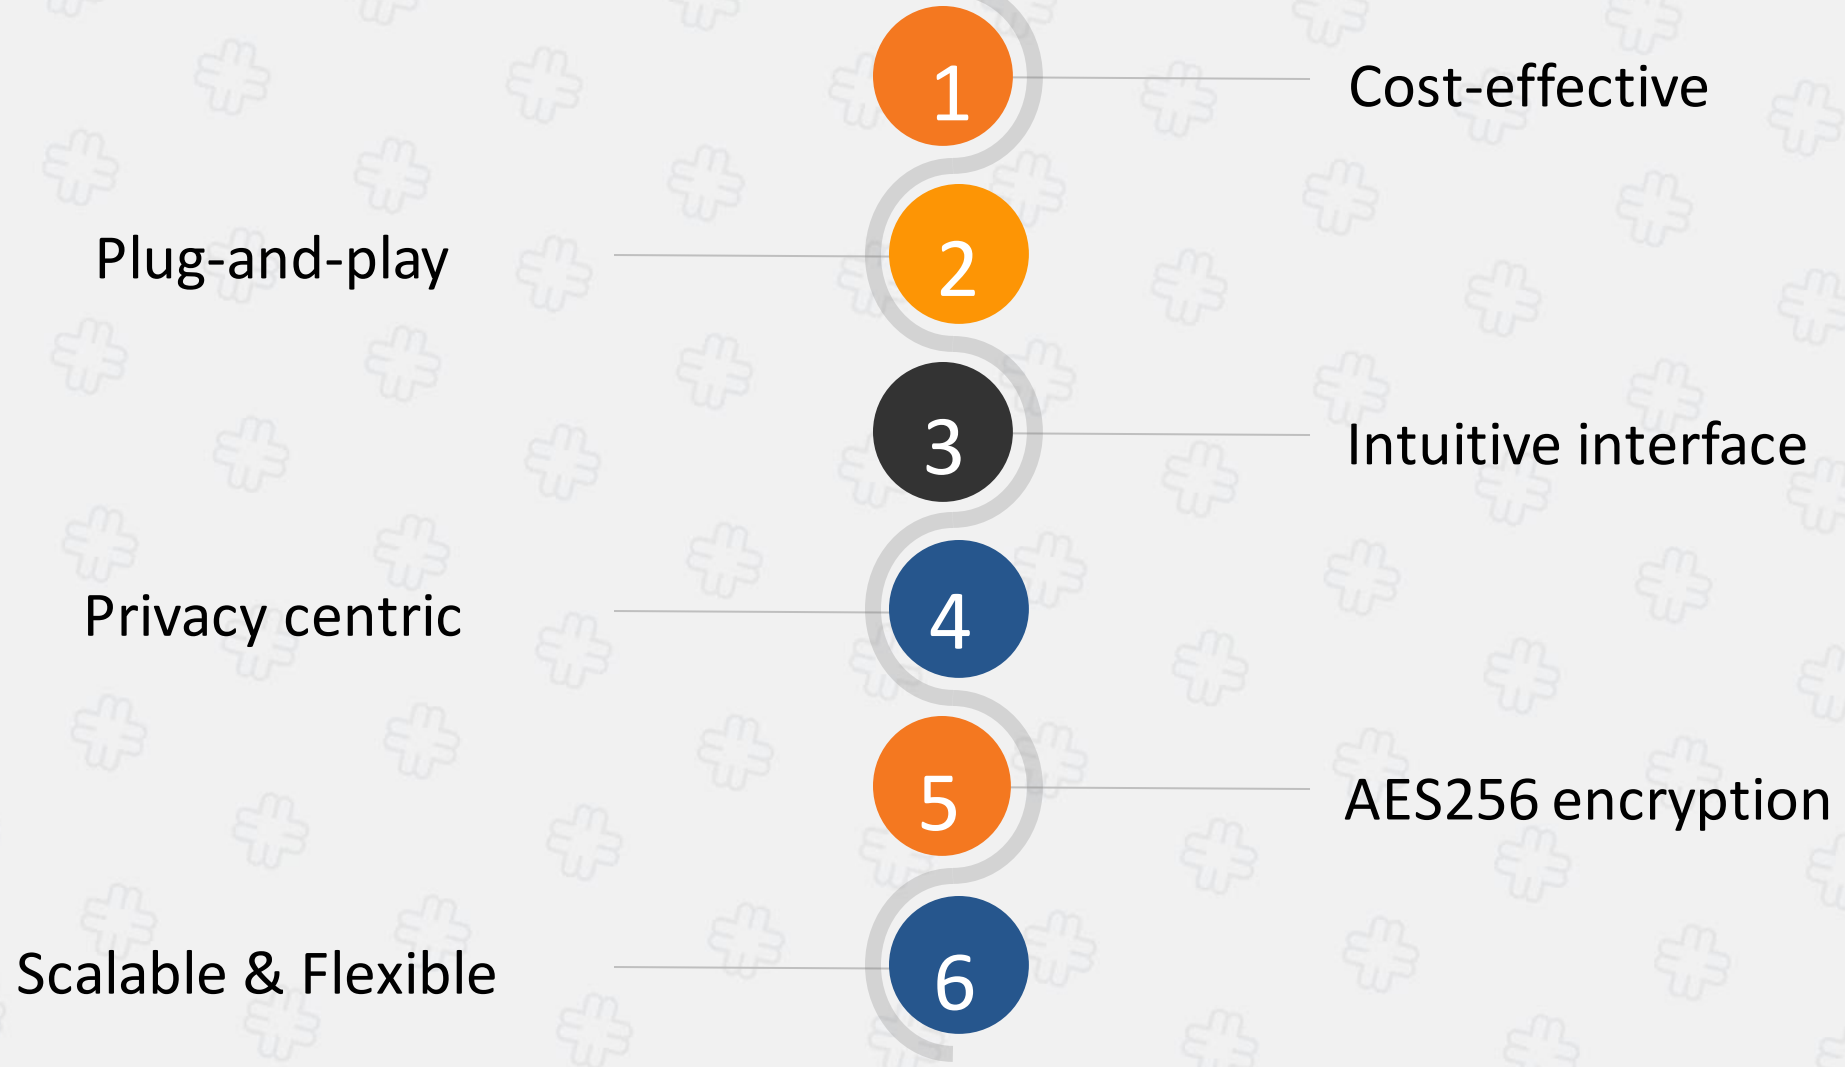 1
Cost-effective
2
Plug-and-play
3
Intuitive interface
4
Privacy centric
5
AES256 encryption
6
Scalable & Flexible